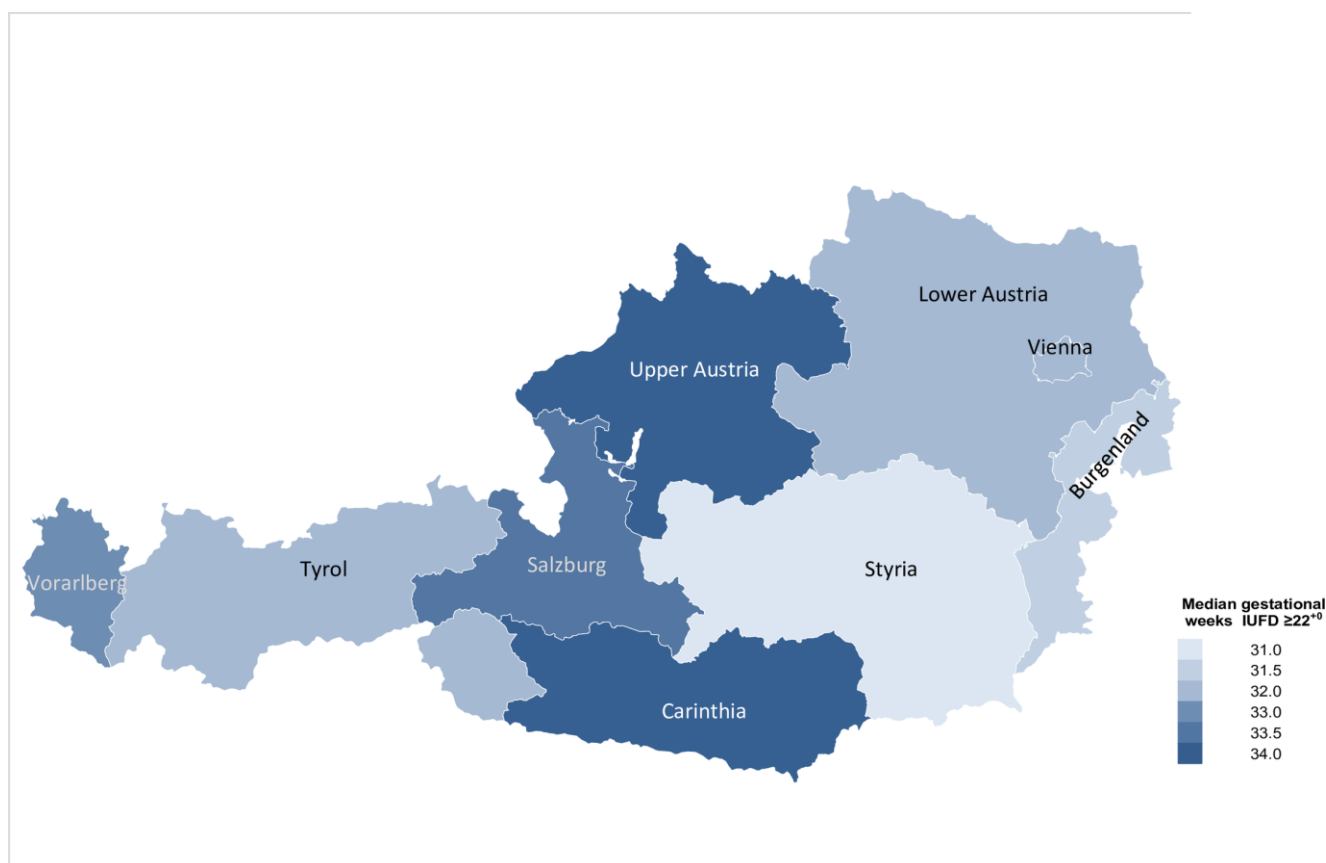 Lower Austria
Vienna
Upper Austria
Burgenland
Tyrol
Salzburg
Styria
Vorarlberg
Carinthia
Median gestational
weeks IUFD ≥22⁺⁰
31.0
31.5
32.0
33.0
33.5
34.0